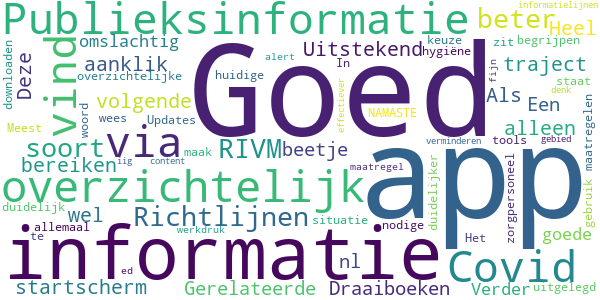 informatielijnen
Publieksinformatie beter Heel
omslachtig Uitstekend keuze zit begrijpen
downloaden Deze vind aanklik alert hygiëne fijn
overzichtelijke huidige In traject
volgende Goed Als staat
Meest woord wees Updates effectiever NAMASTE Een maatregelen
soort via RIVM beetje alleen
bereiken maak verminderen tools gebied
overzichtelijk app denk
iig content maatregel
duidelijk wel Richtlijnen situatie nodige duidelijker zorgpersoneel goede gebruik
allemaal te informatie werkdruk nl Het
ed Covid
startscherm Gerelateerde Draaiboeken Verder uitgelegd